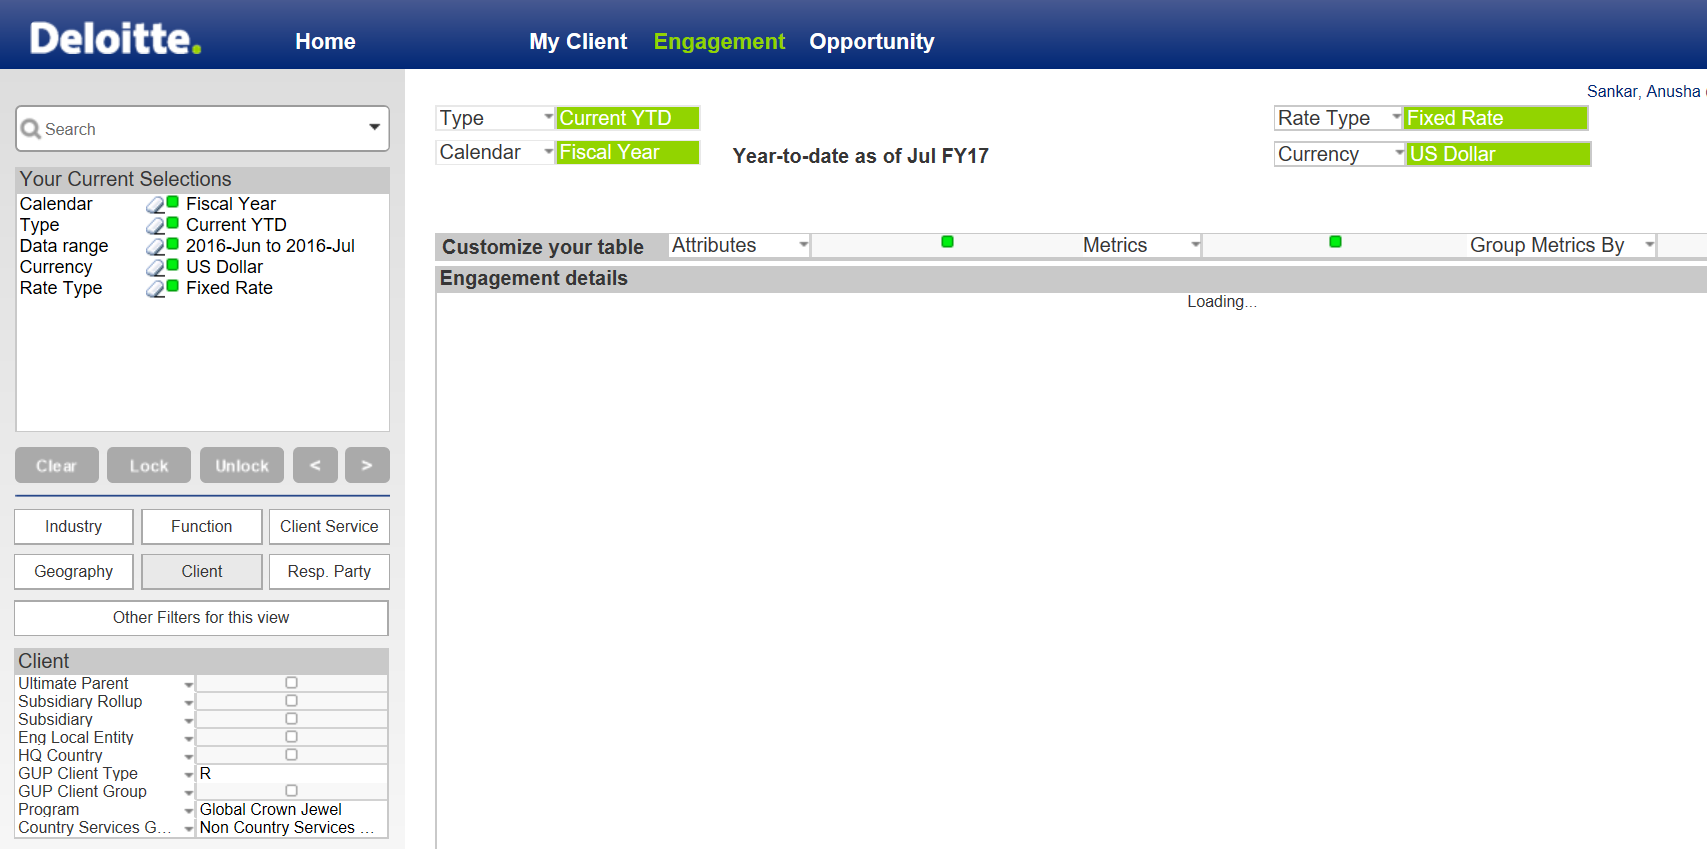 Deloitte.
Home
My Client
Engagement
Opportunity
Sankar, Anusha
Search
Type
Current YTD
Calendar
Fiscal Year
Year-to-date as of Jul FY17
Rate Type
Fixed Rate
Currency
US Dollar
Your Current Selections
Calendar Fiscal Year
Type Current YTD
Data range 2016-Jun to 2016-Jul
Currency US Dollar
Rate Type Fixed Rate
Customize your table
Attributes
Metrics
Group Metrics By
Engagement details
Loading...
Clear
Lock
Unlock
<
>
Industry
Function
Client Service
Geography
Client
Resp. Party
Other Filters for this view
Client
Ultimate Parent
Subsidiary Rollup
Subsidiary
Eng Local Entity
HQ Country
GUP Client Type R
GUP Client Group
Program Global Crown Jewel
Country Services G... Non Country Services ...